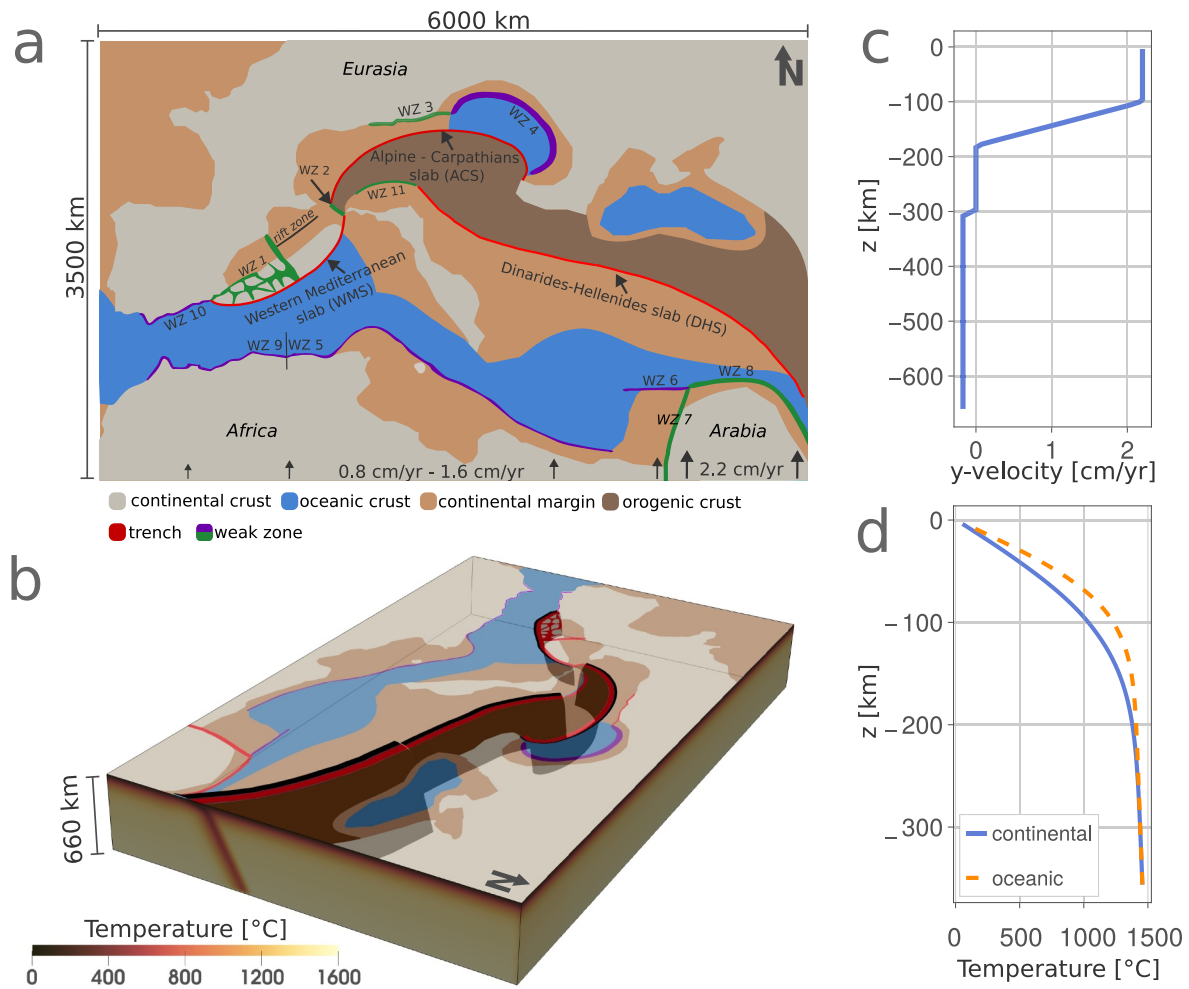 a
6000 km
3500 km
N
Eurasia
WZ 3
WZ 4
Alpine - Carpathians
slab (ACS)
WZ 2
WZ 11
rift zone
WZ 1
Western Mediterranean
slab (WMS)
Dinarides-Hellenides slab (DHS)
WZ 10
WZ 9
WZ 5
WZ 6
WZ 8
WZ 7
Africa
Arabia
0.8 cm/yr - 1.6 cm/yr
2.2 cm/yr
continental crust
oceanic crust
continental margin
orogenic crust
trench
weak zone
b
660 km
N
Temperature [°C]
0 400 800 1200 1600
c
0
−100
−200
−300
−400
−500
−600
z [km]
0 1 2
y-velocity [cm/yr]
d
0
−100
−200
−300
z [km]
continental
oceanic
0 500 1000 1500
Temperature [°C]